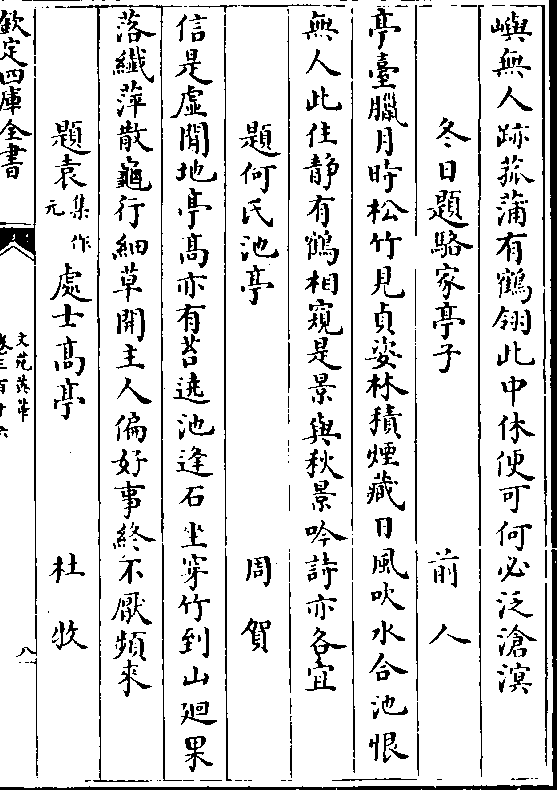 嶼無人跡菰蒲有鶴翎此中休便可何必泛滄溟
冬日題駱家亭子 前人
亭臺臘月時松竹見貞姿林積煙藏日風吹水合池恨
無人此住靜有鶴相窺是景與秋景吟詩亦各宜
題何氏池亭 周賀
信是虛閒地亭髙亦有苔遶池逢石坐穿竹到山廻果
落纎萍散龜行細草開主人偏好事終不厭頻來
題袁集作元處士髙亭 杜牧
欽定四庫全書
文苑英華
卷三百十六
八